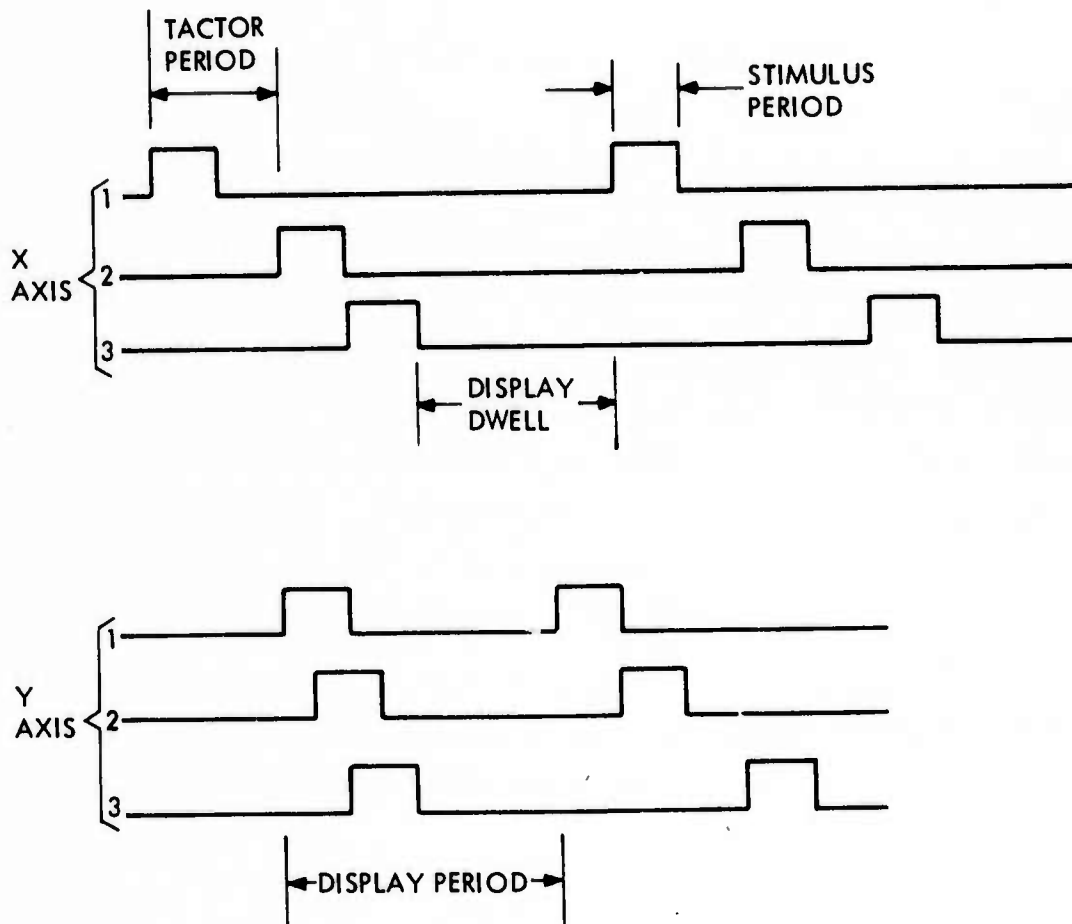 TACTOR
PERIOD
STIMULUS
PERIOD
X
AXIS
1
2
3
DISPLAY
DWELL
Y
AXIS
1
2
3
DISPLAY PERIOD